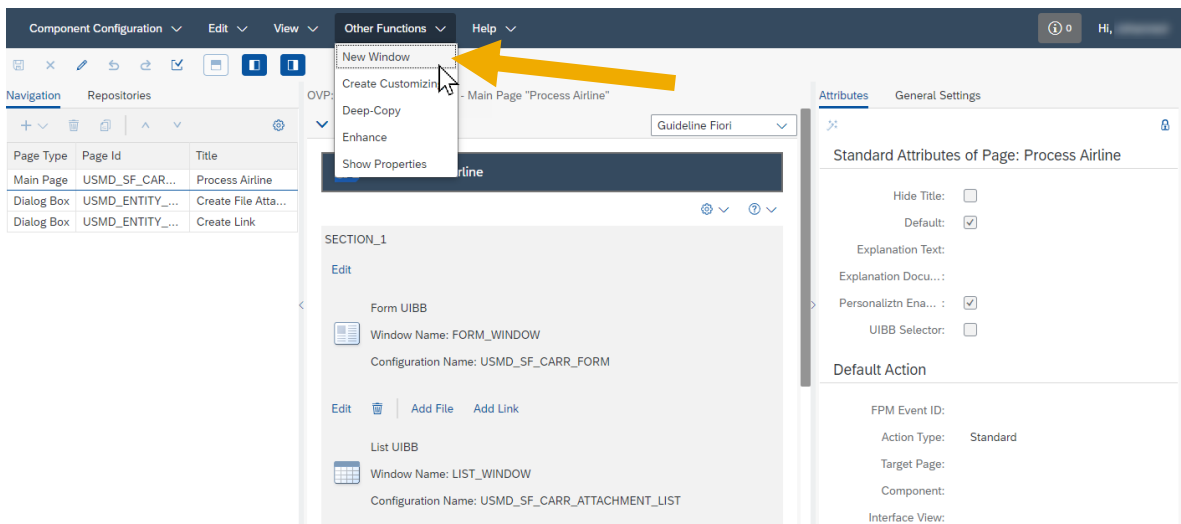 Component Configuration Edit View Other Functions Help 0 Hi,
New Window
Create Customizin
Deep-Copy
Enhance
Show Properties
Navigation Repositories
OVP: - Main Page "Process Airline"
Guideline Fiori
Page Type Page Id Title
Main Page USMD_SF_CAR... Process Airline
Dialog Box USMD_ENTITY_... Create File Atta...
Dialog Box USMD_ENTITY_... Create Link
rline
SECTION_1
Edit
Form UIBB
Window Name: FORM_WINDOW
Configuration Name: USMD_SF_CARR_FORM
Edit Add File Add Link
List UIBB
Window Name: LIST_WINDOW
Configuration Name: USMD_SF_CARR_ATTACHMENT_LIST
Attributes General Settings
Standard Attributes of Page: Process Airline
Hide Title:
Default:
Explanation Text:
Explanation Docu...:
Personaliztn Ena... :
UIBB Selector:
Default Action
FPM Event ID:
Action Type: Standard
Target Page:
Component:
Interface View: